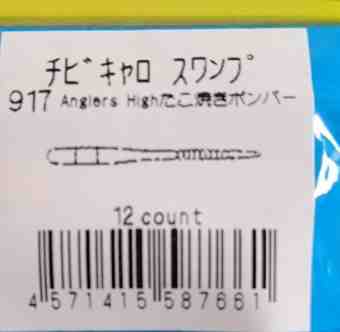 チビキャロ スワンプ
917 Anglers Highたこ焼きボンバー
12 count
4 571415 587661